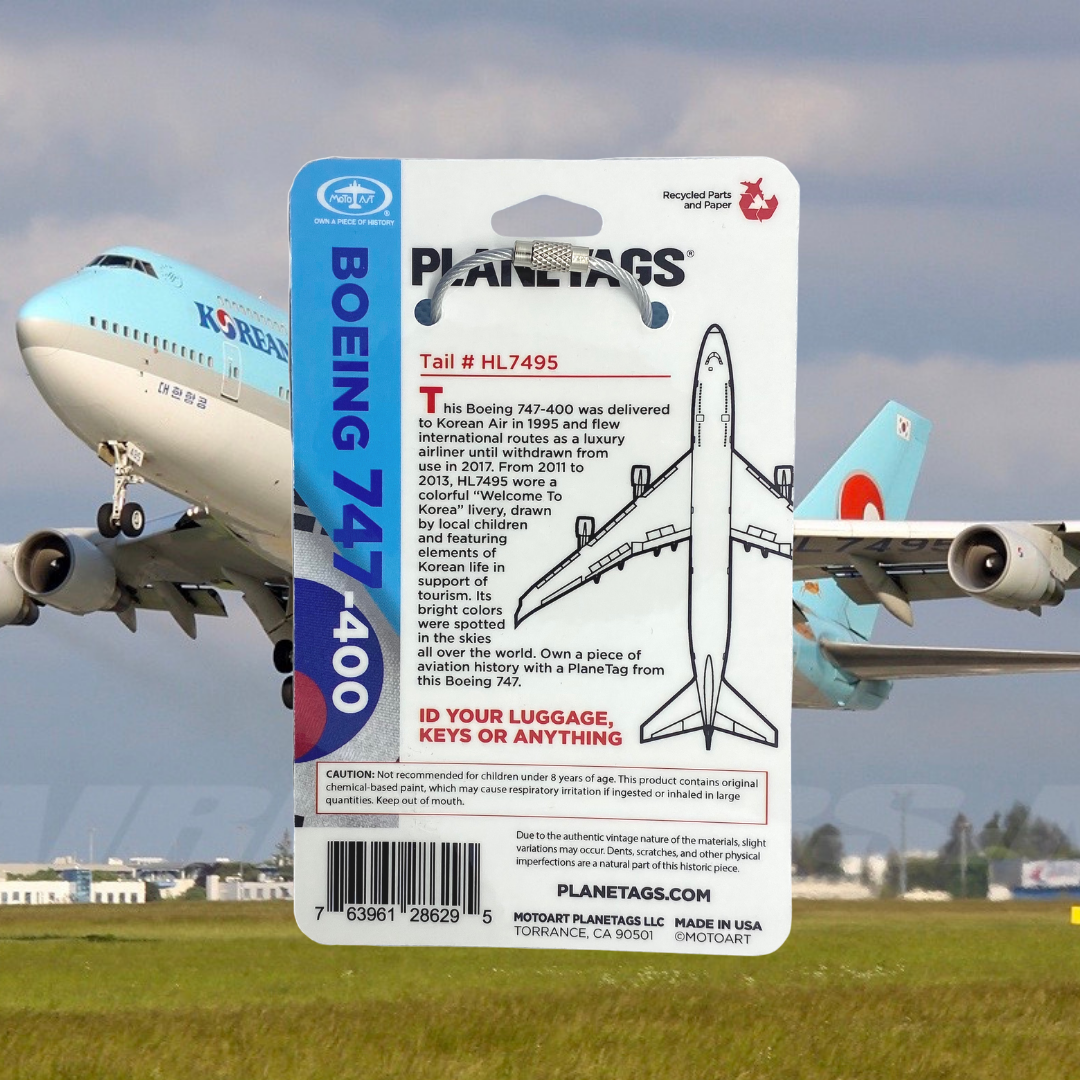 MOTO ART ®
OWN A PIECE OF HISTORY
BOEING 747-400
Recycled Parts
and Paper
PLANETAGS®
Tail # HL7495
This Boeing 747-400 was delivered
to Korean Air in 1995 and flew
international routes as a luxury
airliner until withdrawn from
use in 2017. From 2011 to
2013, HL7495 wore a
colorful “Welcome To
Korea” livery, drawn
by local children
and featuring
elements of
Korean life in
support of
tourism. Its
bright colors
were spotted
in the skies
all over the world. Own a piece of
aviation history with a PlaneTag from
this Boeing 747.
ID YOUR LUGGAGE,
KEYS OR ANYTHING
CAUTION: Not recommended for children under 8 years of age. This product contains original
chemical-based paint, which may cause respiratory irritation if ingested or inhaled in large
quantities. Keep out of mouth.
Due to the authentic vintage nature of the materials, slight
variations may occur. Dents, scratches, and other physical
imperfections are a natural part of this historic piece.
PLANETAGS.COM
MOTOART PLANETAGS LLC MADE IN USA
TORRANCE, CA 90501 ©MOTOART
7 63961 28629 5
KOREAN
대한항공
HL7495